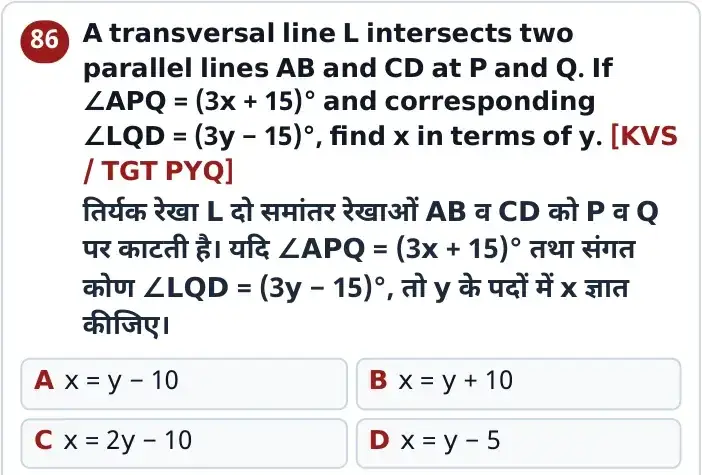 86 A transversal line L intersects two
parallel lines AB and CD at P and Q. If
∠APQ = (3x + 15)° and corresponding
∠LQD = (3y − 15)°, find x in terms of y. [KVS
/ TGT PYQ]
तिर्यक रेखा L दो समांतर रेखाओं AB व CD को P व Q
पर काटती है। यदि ∠APQ = (3x + 15)° तथा संगत
कोण ∠LQD = (3y − 15)°, तो y के पदों में x ज्ञात
कीजिए।
A x = y − 10
B x = y + 10
C x = 2y − 10
D x = y − 5